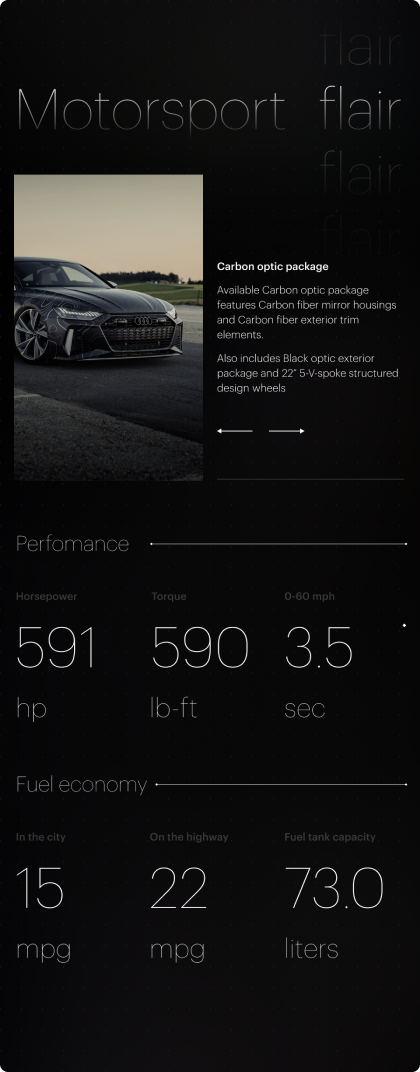 flair
Motorsport flair
flair
flair
Carbon optic package
Available Carbon optic package
features Carbon fiber mirror housings
and Carbon fiber exterior trim
elements.
Also includes Black optic exterior
package and 22" 5-V-spoke structured
design wheels
Perfomance
Horsepower Torque 0-60 mph
591 590 3.5
hp lb-ft sec
Fuel economy
In the city On the highway Fuel tank capacity
15 22 73.0
mpg mpg liters